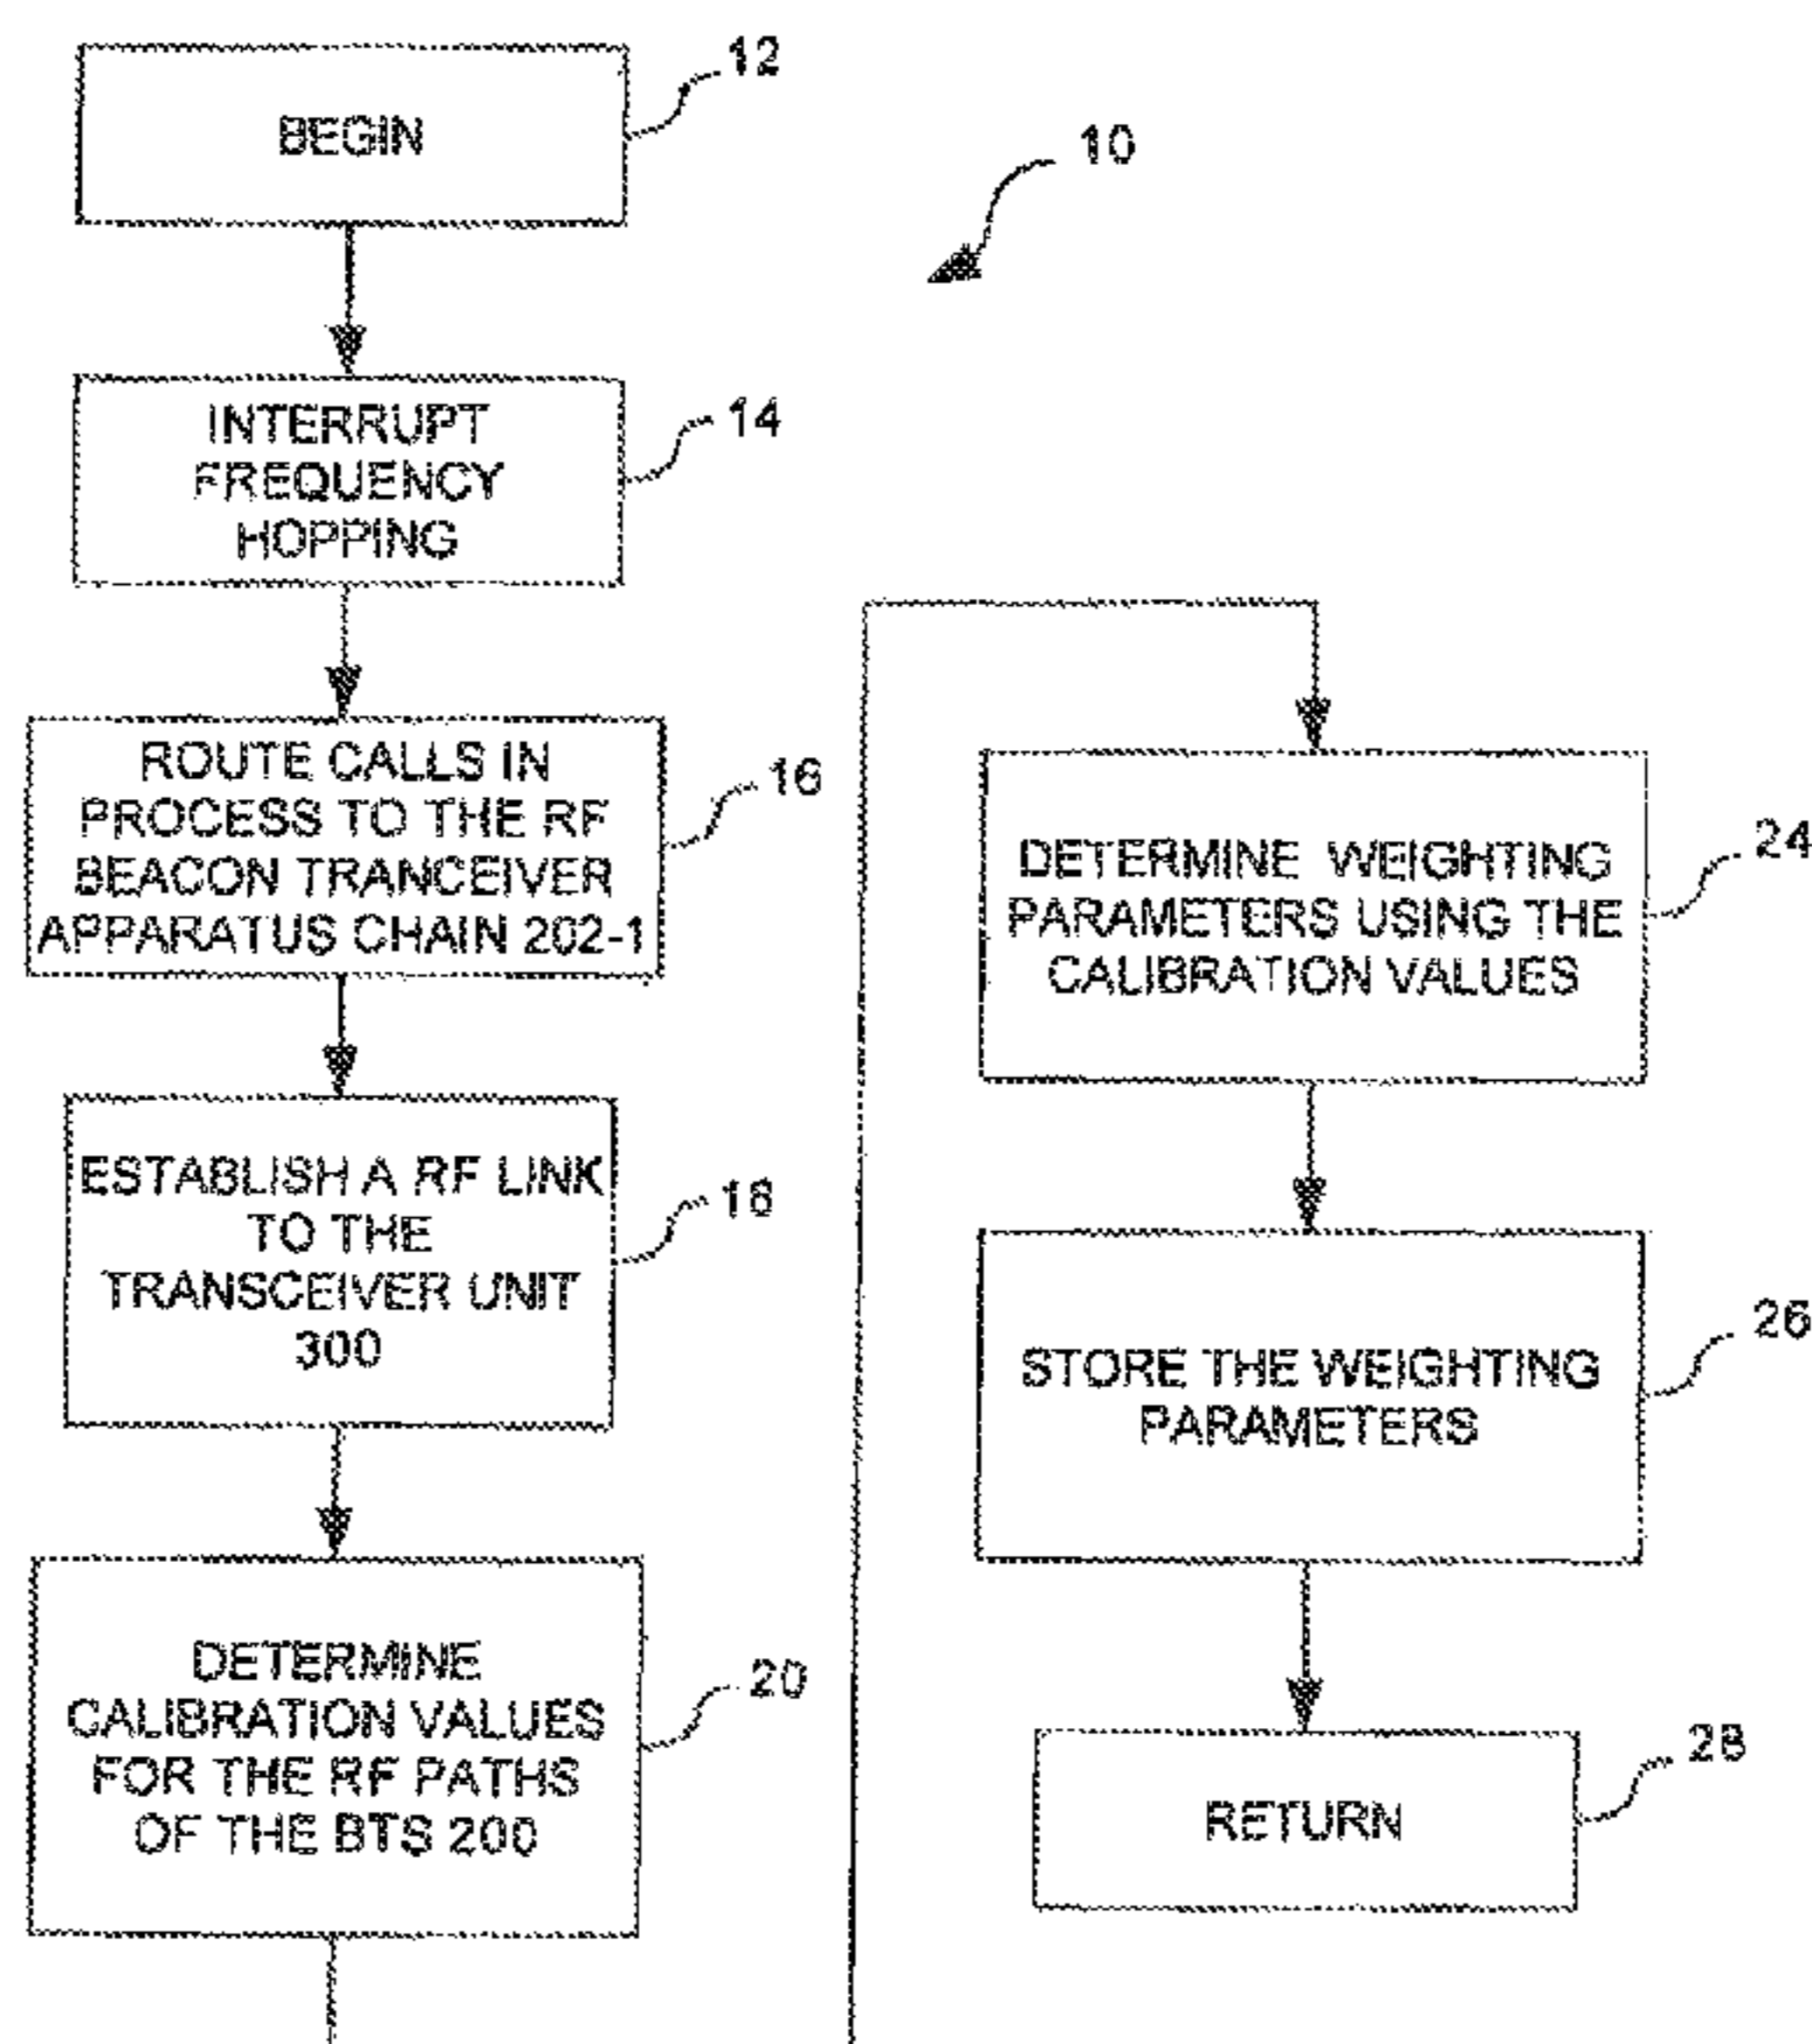 BEGIN
12
10
INTERRUPT
FREQUENCY
HOPPING
14
ROUTE CALLS IN
PROCESS TO THE RF
BEACON TRANCEIVER
APPARATUS CHAIN 202-1
16
ESTABLISH A RF LINK
TO THE
TRANSCEIVER UNIT
300
18
DETERMINE
CALIBRATION VALUES
FOR THE RF PATHS
OF THE BTS 200
20
DETERMINE WEIGHTING
PARAMETERS USING THE
CALIBRATION VALUES
24
STORE THE WEIGHTING
PARAMETERS
26
RETURN
28